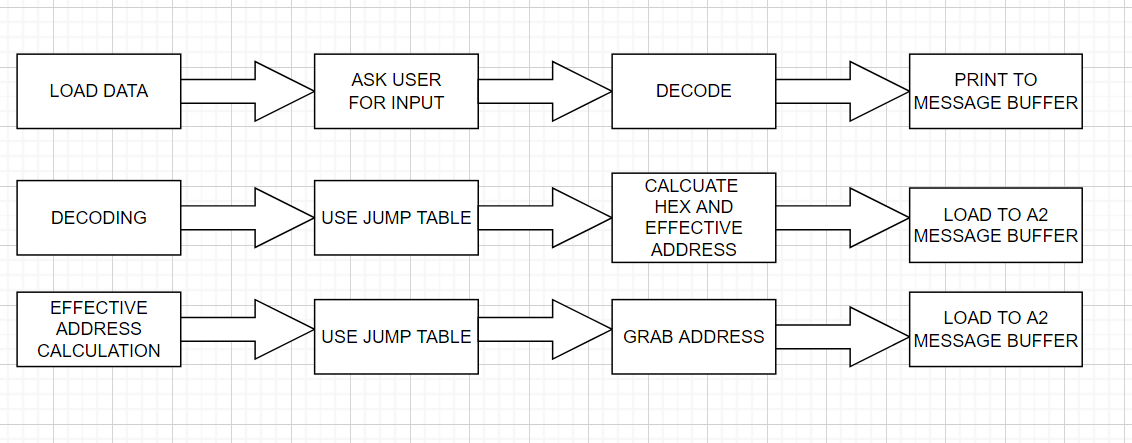 LOAD DATA
ASK USER
FOR INPUT
DECODE
PRINT TO
MESSAGE BUFFER
DECODING
USE JUMP TABLE
CALCUATE
HEX AND
EFFECTIVE
ADDRESS
LOAD TO A2
MESSAGE BUFFER
EFFECTIVE
ADDRESS
CALCULATION
USE JUMP TABLE
GRAB ADDRESS
LOAD TO A2
MESSAGE BUFFER